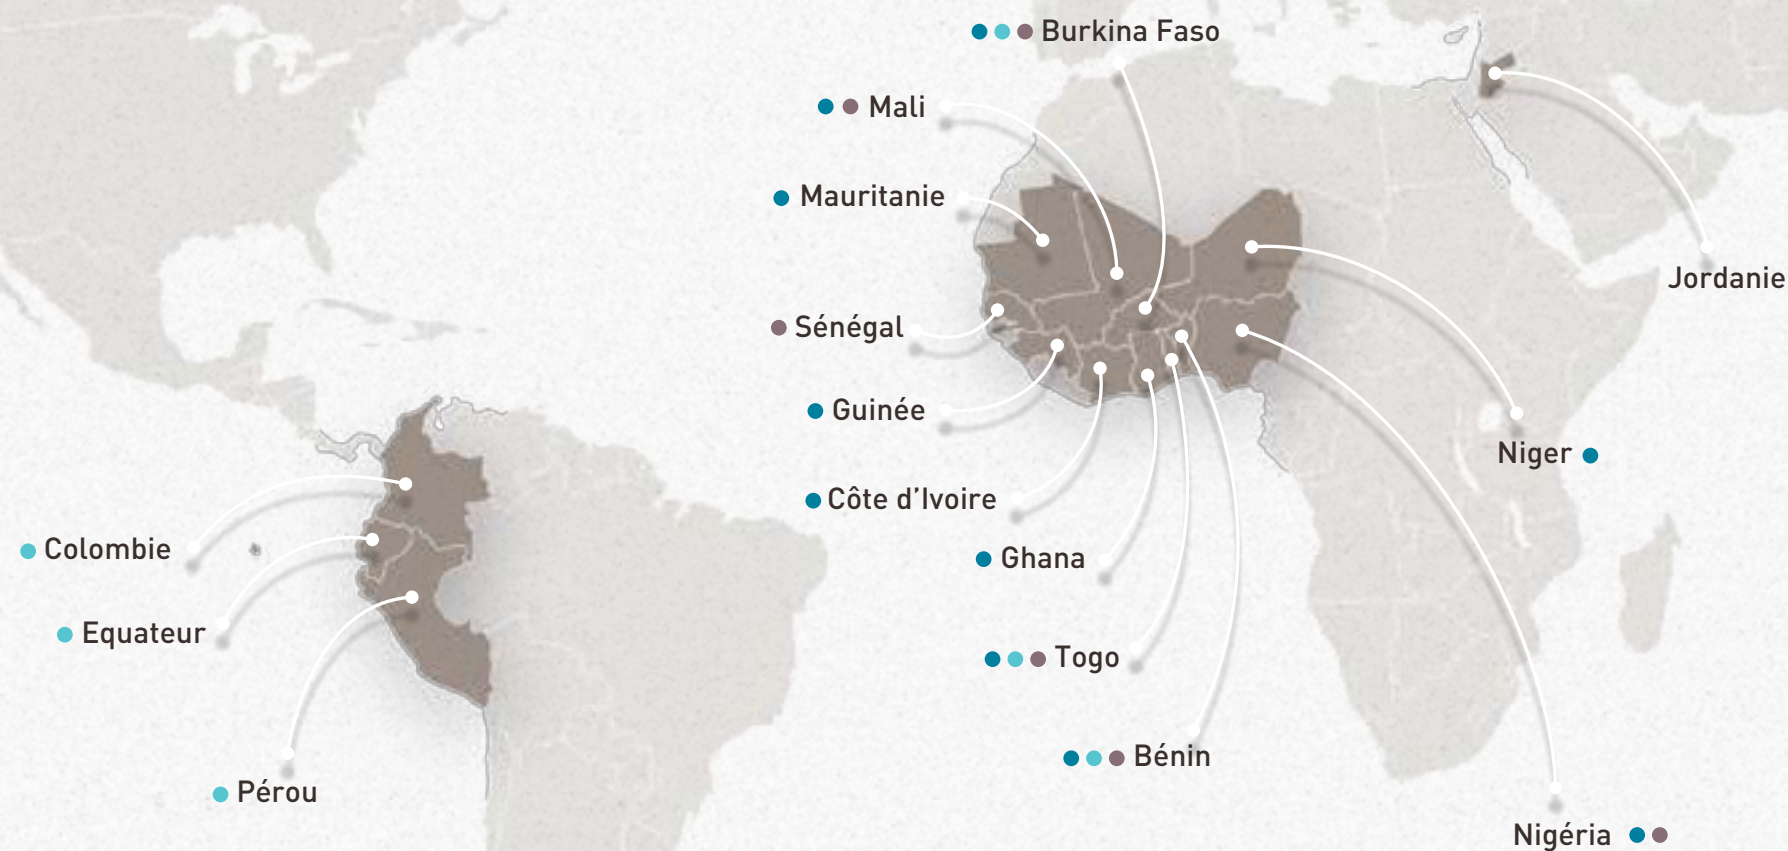 Burkina Faso
Mali
Mauritanie
Jordanie
Sénégal
Guinée
Niger
Côte d'Ivoire
Colombie
Ghana
Equateur
Togo
Bénin
Pérou
Nigéria